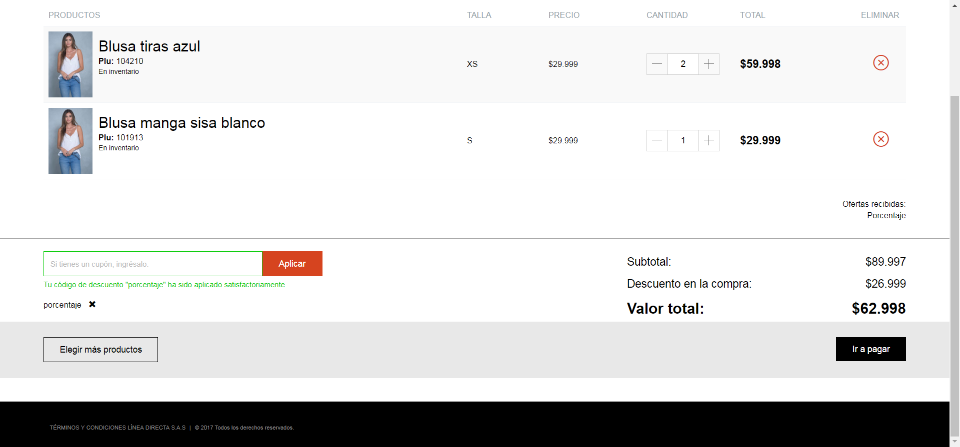 PRODUCTOS TALLA PRECIO CANTIDAD TOTAL ELIMINAR
Blusa tiras azul
Plu: 104210
En inventario
XS $29.999 2 $59.998
Blusa manga sisa blanco
Plu: 101913
En inventario
S $29.999 1 $29.999
Ofertas recibidas:
Porcentaje
Si tienes un cupón, ingrésalo. Aplicar
Tu código de descuento "porcentaje" ha sido aplicado satisfactoriamente
porcentaje
Subtotal: $89.997
Descuento en la compra: $26.999
Valor total: $62.998
Elegir más productos Ir a pagar
TÉRMINOS Y CONDICIONES LÍNEA DIRECTA S.A.S | © 2017 Todos los derechos reservados.